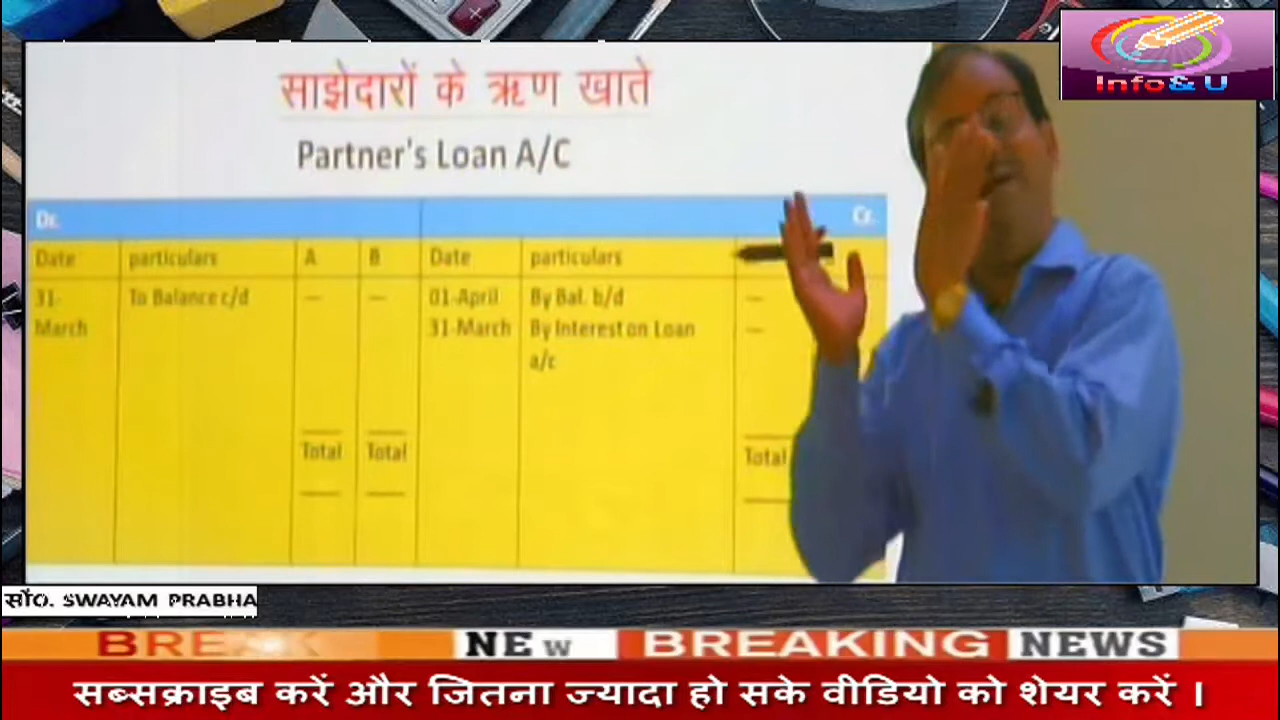 Info& U
साझेदारों के ऋण खाते
Partner's Loan A/C
Dr. Cr.
Date particulars A B Date particulars
31- To Balance c/d — — 01-April By Bal. b/d —
March 31-March By Interest on Loan —
a/c
Total Total Total
सॉo. SWAYAM PRABHA
BREAK NEW BREAKING NEWS
सब्सक्राइब करें और जितना ज्यादा हो सके वीडियो को शेयर करें ।